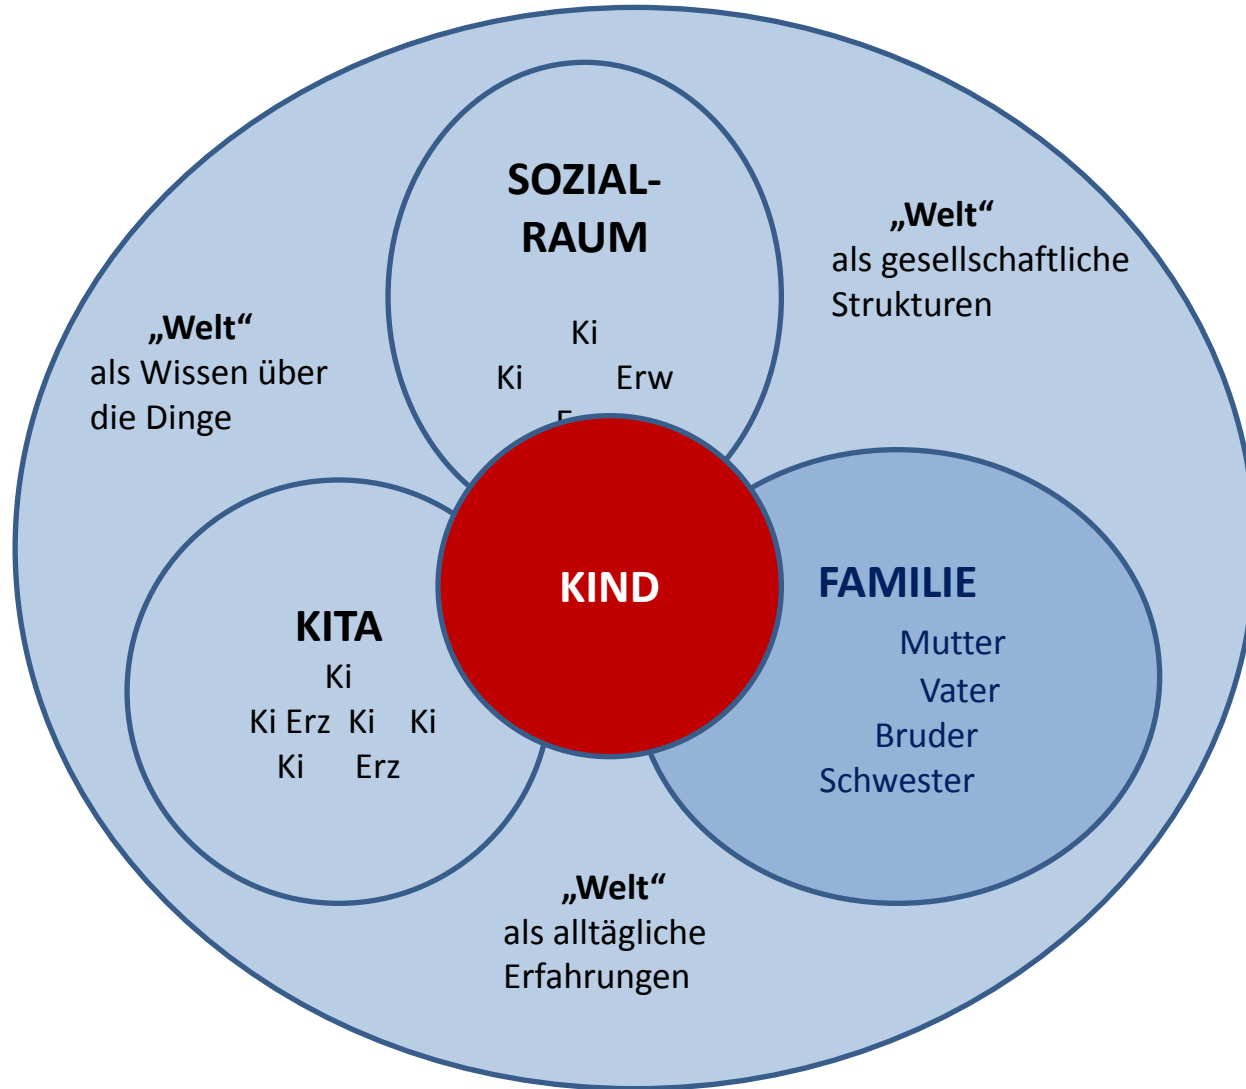 SOZIAL-
RAUM
Ki
Ki Erw
„Welt“
als gesellschaftliche
Strukturen
„Welt“
als Wissen über
die Dinge
KIND
KITA
Ki
Ki Erz Ki Ki
Ki Erz
FAMILIE
Mutter
Vater
Bruder
Schwester
„Welt“
als alltägliche
Erfahrungen